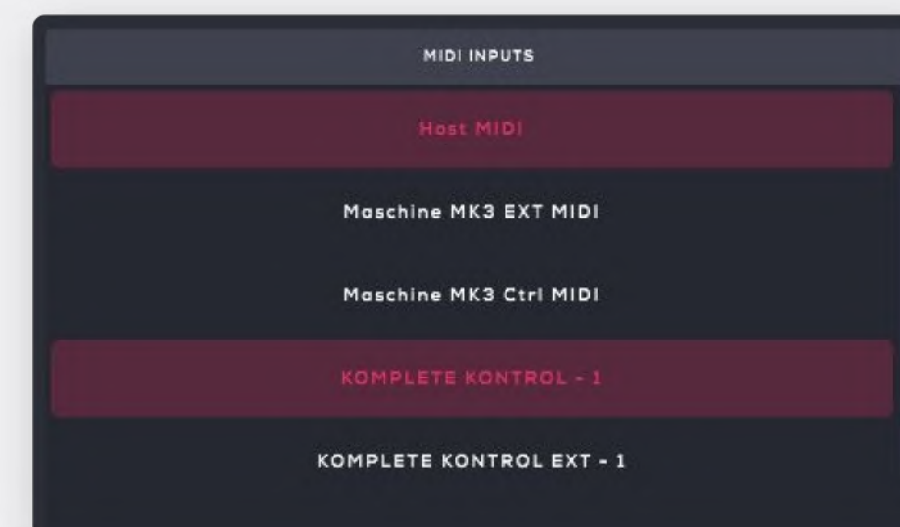 MIDI INPUTS
Host MIDI
Maschine MK3 EXT MIDI
Maschine MK3 Ctrl MIDI
KOMPLETE KONTROL - 1
KOMPLETE KONTROL EXT - 1